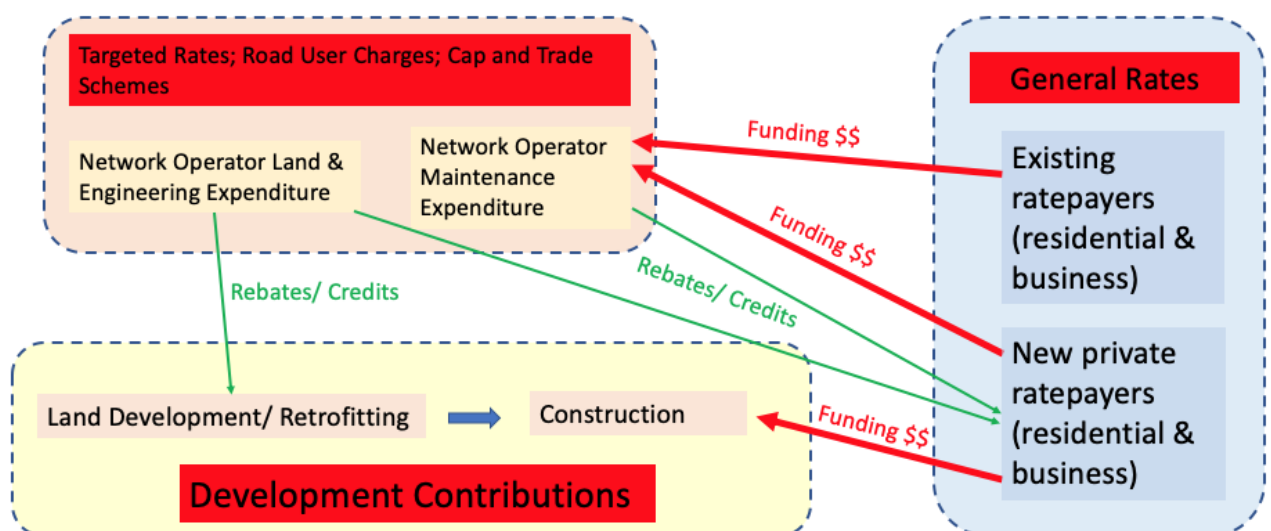 Targeted Rates; Road User Charges; Cap and Trade
Schemes
Network Operator Land &
Engineering Expenditure
Network Operator
Maintenance
Expenditure
Funding $$
Funding $$
Rebates/ Credits
Rebates/ Credits
General Rates
Existing
ratepayers
(residential &
business)
New private
ratepayers
(residential &
business)
Land Development/ Retrofitting
Construction
Funding $$
Development Contributions